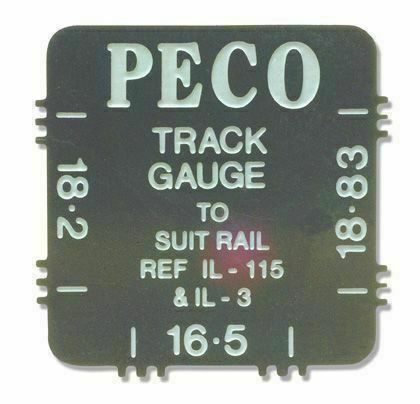 PECO
TRACK
GAUGE
TO
SUIT RAIL
REF IL - 115
& IL - 3
18·2
18·83
16·5